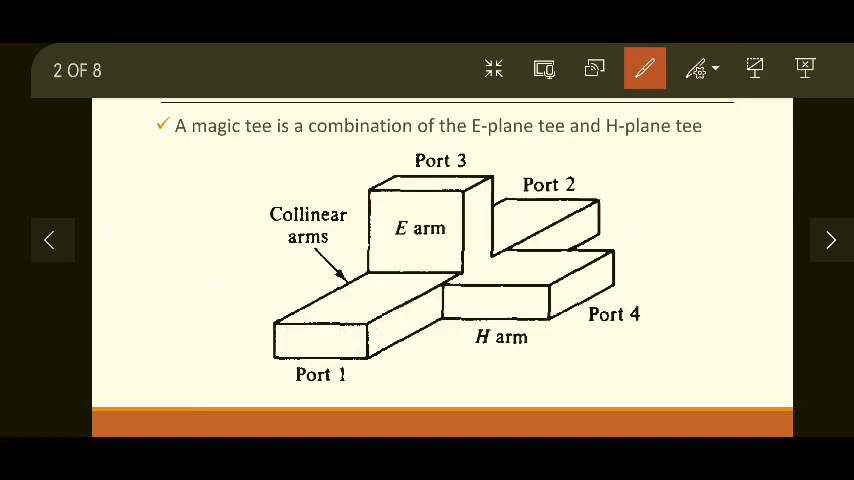 2 OF 8
A magic tee is a combination of the E-plane tee and H-plane tee
Port 3
Port 2
Collinear
arms
E arm
Port 4
H arm
Port 1